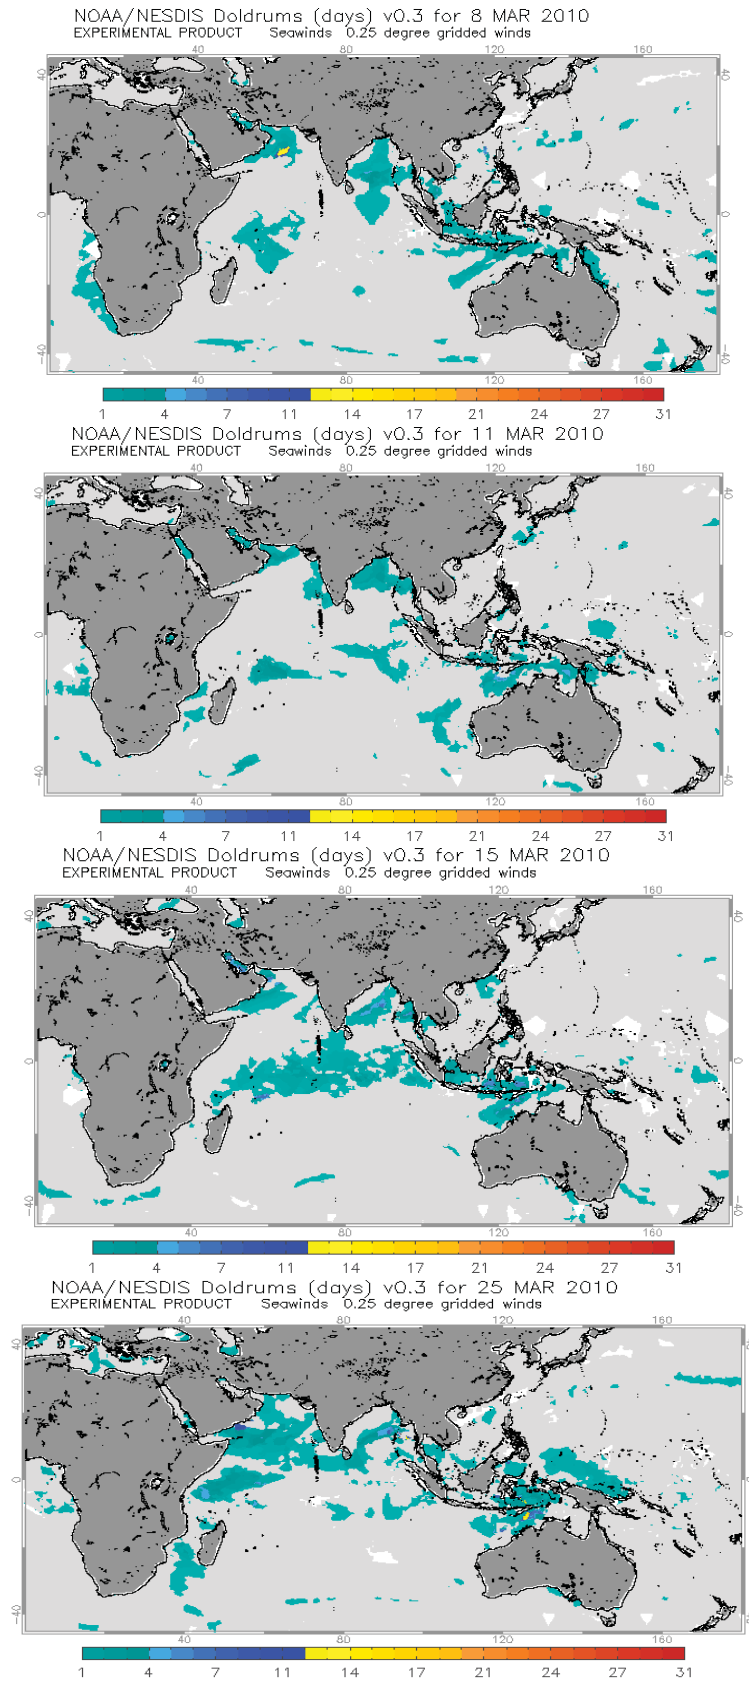 NOAA/NESDIS Doldrums (days) v0.3 for 8 MAR 2010
EXPERIMENTAL PRODUCT Seawinds 0.25 degree gridded winds
40 80 120 160
40
0
-40
40 80 120 160
1 4 7 11 14 17 21 24 27 31
NOAA/NESDIS Doldrums (days) v0.3 for 11 MAR 2010
EXPERIMENTAL PRODUCT Seawinds 0.25 degree gridded winds
40 80 120 160
40 40
0 0
-40 -40
40 80 120 160
1 4 7 11 14 17 21 24 27 31
NOAA/NESDIS Doldrums (days) v0.3 for 15 MAR 2010
EXPERIMENTAL PRODUCT Seawinds 0.25 degree gridded winds
40 80 120 160
40 40
0 0
-40 -40
40 80 120 160
1 4 7 11 14 17 21 24 27 31
NOAA/NESDIS Doldrums (days) v0.3 for 25 MAR 2010
EXPERIMENTAL PRODUCT Seawinds 0.25 degree gridded winds
40 80 120 160
40
0
-40
40 80 120 160
1 4 7 11 14 17 21 24 27 31